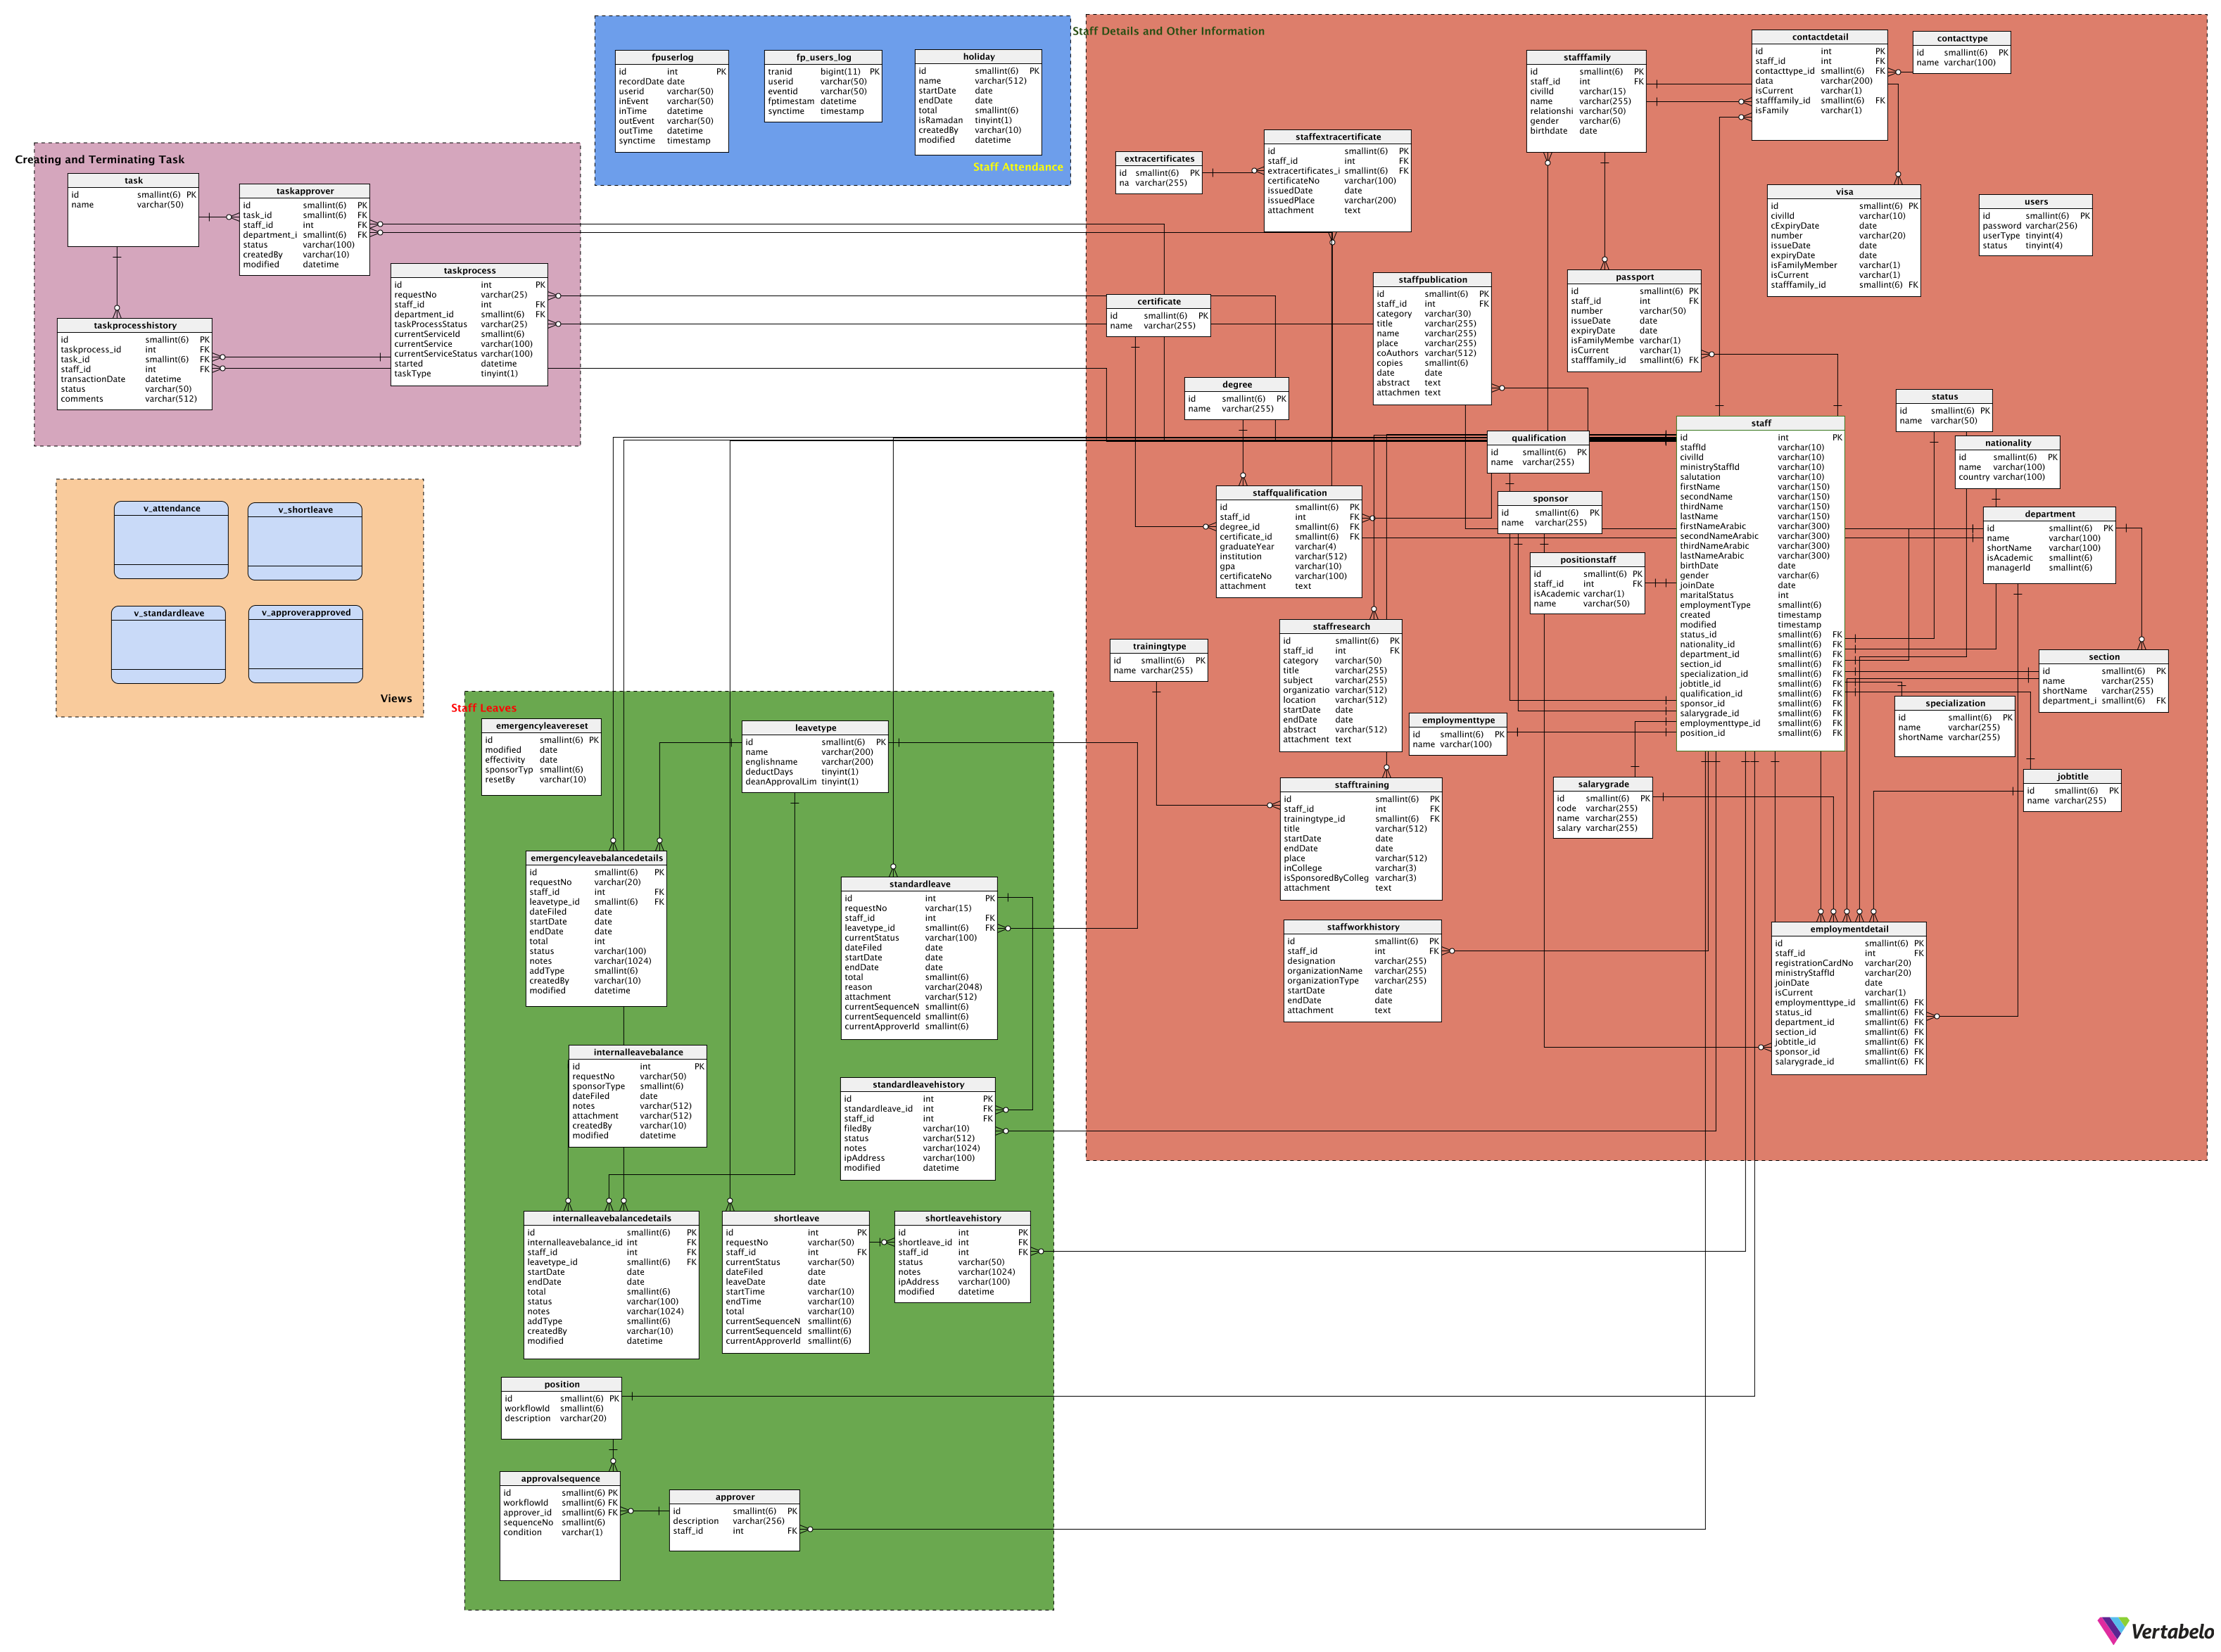 Creating and Terminating Task
task
id smallint(6) PK
name varchar(50)
taskapprover
id smallint(6) PK
task_id smallint(6) FK
staff_id int FK
department_i smallint(6) FK
status varchar(100)
createdBy varchar(10)
modified datetime
taskprocess
id int PK
requestNo varchar(25)
staff_id int FK
department_id smallint(6) FK
taskProcessStatus varchar(25)
currentServiceId smallint(6)
currentService varchar(100)
currentServiceStatus varchar(100)
started datetime
taskType tinyint(1)
taskprocesshistory
id smallint(6) PK
taskprocess_id int FK
task_id smallint(6) FK
staff_id int FK
transactionDate datetime
status varchar(50)
comments varchar(512)
fpuserlog
id int PK
recordDate date
userid varchar(50)
inEvent varchar(50)
inTime datetime
outEvent varchar(50)
outTime datetime
synctime timestamp
fp_users_log
tranid bigint(11) PK
userid varchar(50)
eventid varchar(50)
fptimestam datetime
synctime timestamp
holiday
id smallint(6) PK
name varchar(512)
startDate date
endDate date
total smallint(6)
isRamadan tinyint(1)
createdBy varchar(10)
modified datetime
Staff Attendance
v_attendance
v_shortleave
v_standardleave
v_approverapproved
Views
Staff Details and Other Information
stafffamily
id smallint(6) PK
staff_id int FK
civilId varchar(15)
name varchar(255)
relationshi varchar(50)
gender varchar(6)
birthdate date
contactdetail
id int PK
staff_id int FK
contacttype_id smallint(6) FK
data varchar(200)
isCurrent varchar(1)
stafffamily_id smallint(6) FK
isFamily varchar(1)
contacttype
id smallint(6) PK
name varchar(100)
extracertificates
id smallint(6) PK
na varchar(255)
staffextracertificate
id smallint(6) PK
staff_id int FK
extracertificates_i smallint(6) FK
certificateNo varchar(100)
issuedDate date
issuedPlace varchar(200)
attachment text
visa
id smallint(6) PK
civilId varchar(10)
cExpiryDate date
number varchar(20)
issueDate date
expiryDate date
isFamilyMember varchar(1)
isCurrent varchar(1)
stafffamily_id smallint(6) FK
users
id smallint(6) PK
password varchar(256)
userType tinyint(4)
status tinyint(4)
certificate
id smallint(6) PK
name varchar(255)
staffpublication
id smallint(6) PK
staff_id int FK
category varchar(30)
title varchar(255)
name varchar(255)
place varchar(255)
coAuthors varchar(512)
copies smallint(6)
date date
abstract text
attachmen text
passport
id smallint(6) PK
staff_id int FK
number varchar(50)
issueDate date
expiryDate date
isFamilyMembe varchar(1)
isCurrent varchar(1)
stafffamily_id smallint(6) FK
degree
id smallint(6) PK
name varchar(255)
status
id smallint(6) PK
name varchar(50)
staff
id int PK
staffId varchar(10)
civilId varchar(10)
ministryStaffId varchar(10)
salutation varchar(10)
firstName varchar(150)
secondName varchar(150)
thirdName varchar(150)
lastName varchar(150)
firstNameArabic varchar(300)
secondNameArabic varchar(300)
thirdNameArabic varchar(300)
lastNameArabic varchar(300)
birthDate date
gender varchar(6)
joinDate date
maritalStatus int
employmentType smallint(6)
created timestamp
modified timestamp
status_id smallint(6) FK
nationality_id smallint(6) FK
department_id smallint(6) FK
section_id smallint(6) FK
specialization_id smallint(6) FK
jobtitle_id smallint(6) FK
qualification_id smallint(6) FK
sponsor_id smallint(6) FK
salarygrade_id smallint(6) FK
employmenttype_id smallint(6) FK
position_id smallint(6) FK
qualification
id smallint(6) PK
name varchar(255)
nationality
id smallint(6) PK
name varchar(100)
country varchar(100)
staffqualification
id smallint(6) PK
staff_id int FK
degree_id smallint(6) FK
certificate_id smallint(6) FK
graduateYear varchar(4)
institution varchar(512)
gpa varchar(10)
certificateNo varchar(100)
attachment text
sponsor
id smallint(6) PK
name varchar(255)
department
id smallint(6) PK
name varchar(100)
shortName varchar(100)
isAcademic smallint(6)
managerId smallint(6)
positionstaff
id smallint(6) PK
staff_id int FK
isAcademic varchar(1)
name varchar(50)
staffresearch
id smallint(6) PK
staff_id int FK
category varchar(50)
title varchar(255)
subject varchar(255)
organizatio varchar(512)
location varchar(512)
startDate date
endDate date
abstract varchar(512)
attachment text
trainingtype
id smallint(6) PK
name varchar(255)
section
id smallint(6) PK
name varchar(255)
shortName varchar(255)
department_i smallint(6) FK
specialization
id smallint(6) PK
name varchar(255)
shortName varchar(255)
employmenttype
id smallint(6) PK
name varchar(100)
stafftraining
id smallint(6) PK
staff_id int FK
trainingtype_id smallint(6) FK
title varchar(512)
startDate date
endDate date
place varchar(512)
inCollege varchar(3)
isSponsoredByColleg varchar(3)
attachment text
salarygrade
id smallint(6) PK
code varchar(255)
name varchar(255)
salary varchar(255)
jobtitle
id smallint(6) PK
name varchar(255)
staffworkhistory
id smallint(6) PK
staff_id int FK
designation varchar(255)
organizationName varchar(255)
organizationType varchar(255)
startDate date
endDate date
attachment text
employmentdetail
id smallint(6) PK
staff_id int FK
registrationCardNo varchar(20)
ministryStaffId varchar(20)
joinDate date
isCurrent varchar(1)
employmenttype_id smallint(6) FK
status_id smallint(6) FK
department_id smallint(6) FK
section_id smallint(6) FK
jobtitle_id smallint(6) FK
sponsor_id smallint(6) FK
salarygrade_id smallint(6) FK
Staff Leaves
emergencyleavereset
id smallint(6) PK
modified date
effectivity date
sponsorTyp smallint(6)
resetBy varchar(10)
leavetype
id smallint(6) PK
name varchar(200)
englishname varchar(200)
deductDays tinyint(1)
deanApprovalLim tinyint(1)
emergencyleavebalancedetails
id smallint(6) PK
requestNo varchar(20)
staff_id int FK
leavetype_id smallint(6) FK
dateFiled date
startDate date
endDate date
total int
status varchar(100)
notes varchar(1024)
addType smallint(6)
createdBy varchar(10)
modified datetime
standardleave
id int PK
requestNo varchar(15)
staff_id int FK
leavetype_id smallint(6) FK
currentStatus varchar(100)
dateFiled date
startDate date
endDate date
total smallint(6)
reason varchar(2048)
attachment varchar(512)
currentSequenceN smallint(6)
currentSequenceId smallint(6)
currentApproverId smallint(6)
internalleavebalance
id int PK
requestNo varchar(50)
sponsorType smallint(6)
dateFiled date
notes varchar(512)
attachment varchar(512)
createdBy varchar(10)
modified datetime
standardleavehistory
id int PK
standardleave_id int FK
staff_id int FK
filedBy varchar(10)
status varchar(512)
notes varchar(1024)
ipAddress varchar(100)
modified datetime
internalleavebalancedetails
id smallint(6) PK
internalleavebalance_id int FK
staff_id int FK
leavetype_id smallint(6) FK
startDate date
endDate date
total smallint(6)
status varchar(100)
notes varchar(1024)
addType smallint(6)
createdBy varchar(10)
modified datetime
shortleave
id int PK
requestNo varchar(50)
staff_id int FK
currentStatus varchar(50)
dateFiled date
leaveDate date
startTime varchar(10)
endTime varchar(10)
total varchar(10)
currentSequenceN smallint(6)
currentSequenceId smallint(6)
currentApproverId smallint(6)
shortleavehistory
id int PK
shortleave_id int FK
staff_id int FK
status varchar(50)
notes varchar(1024)
ipAddress varchar(100)
modified datetime
position
id smallint(6) PK
workflowId smallint(6)
description varchar(20)
approvalsequence
id smallint(6) PK
workflowId smallint(6) FK
approver_id smallint(6) FK
sequenceNo smallint(6)
condition varchar(1)
approver
id smallint(6) PK
description varchar(256)
staff_id int FK
Vertabelo